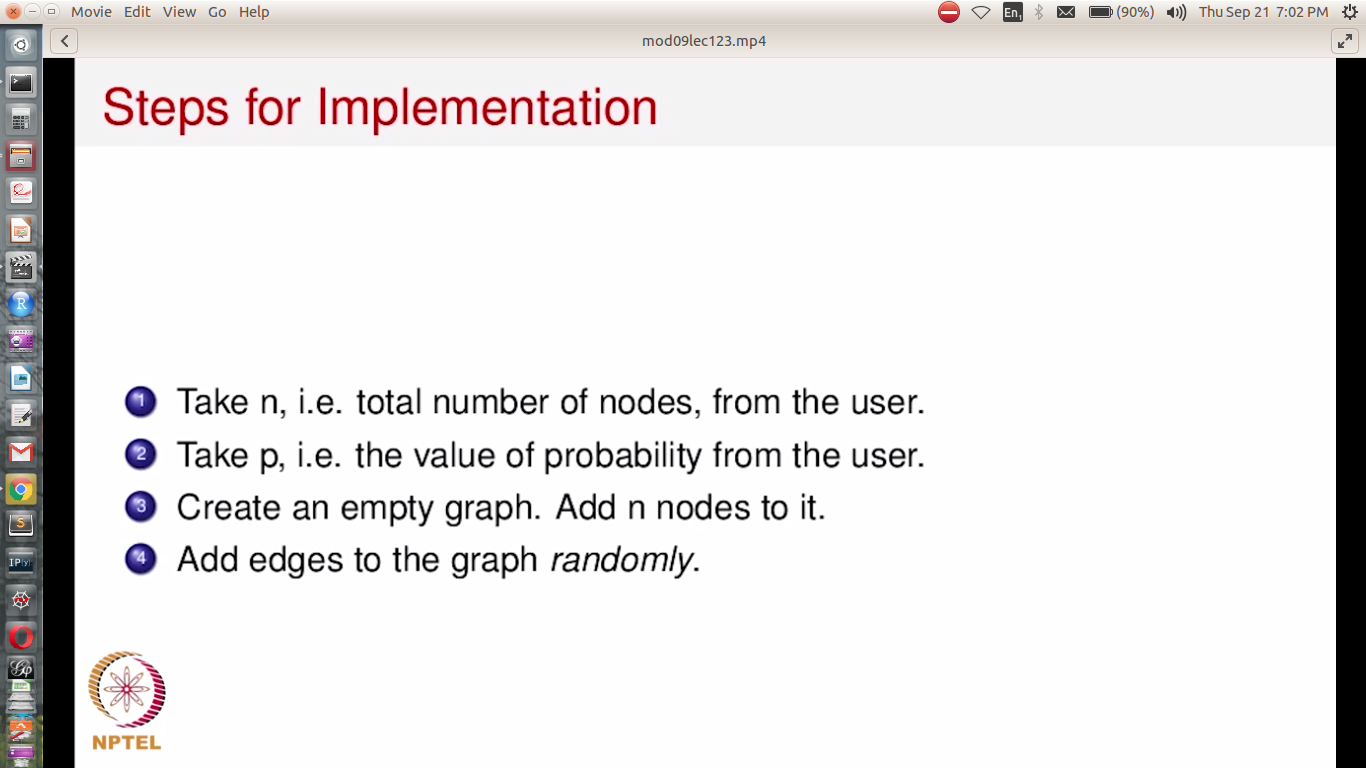 Movie Edit View Go Help
En1
(90%)
Thu Sep 21 7:02 PM
mod09lec123.mp4
Steps for Implementation
1 Take n, i.e. total number of nodes, from the user.
2 Take p, i.e. the value of probability from the user.
3 Create an empty graph. Add n nodes to it.
4 Add edges to the graph randomly.
R
S
IP[y]:
NPTEL